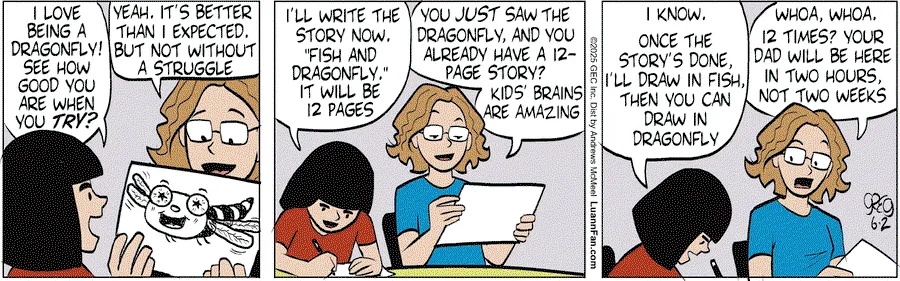 I LOVE
BEING A
DRAGONFLY!
SEE HOW
GOOD YOU
ARE WHEN
YOU TRY?
YEAH. IT'S BETTER
THAN I EXPECTED.
BUT NOT WITHOUT
A STRUGGLE
I'LL WRITE THE
STORY NOW.
"FISH AND
DRAGONFLY."
IT WILL BE
12 PAGES
YOU JUST SAW THE
DRAGONFLY, AND YOU
ALREADY HAVE A 12-
PAGE STORY?
KIDS' BRAINS
ARE AMAZING
©2025 GEC Inc. Dist by Andrews McMeel LuannFan.com
I KNOW.
ONCE THE
STORY'S DONE,
I'LL DRAW IN FISH,
THEN YOU CAN
DRAW IN
DRAGONFLY
WHOA, WHOA.
12 TIMES? YOUR
DAD WILL BE HERE
IN TWO HOURS,
NOT TWO WEEKS
GREG
6·2